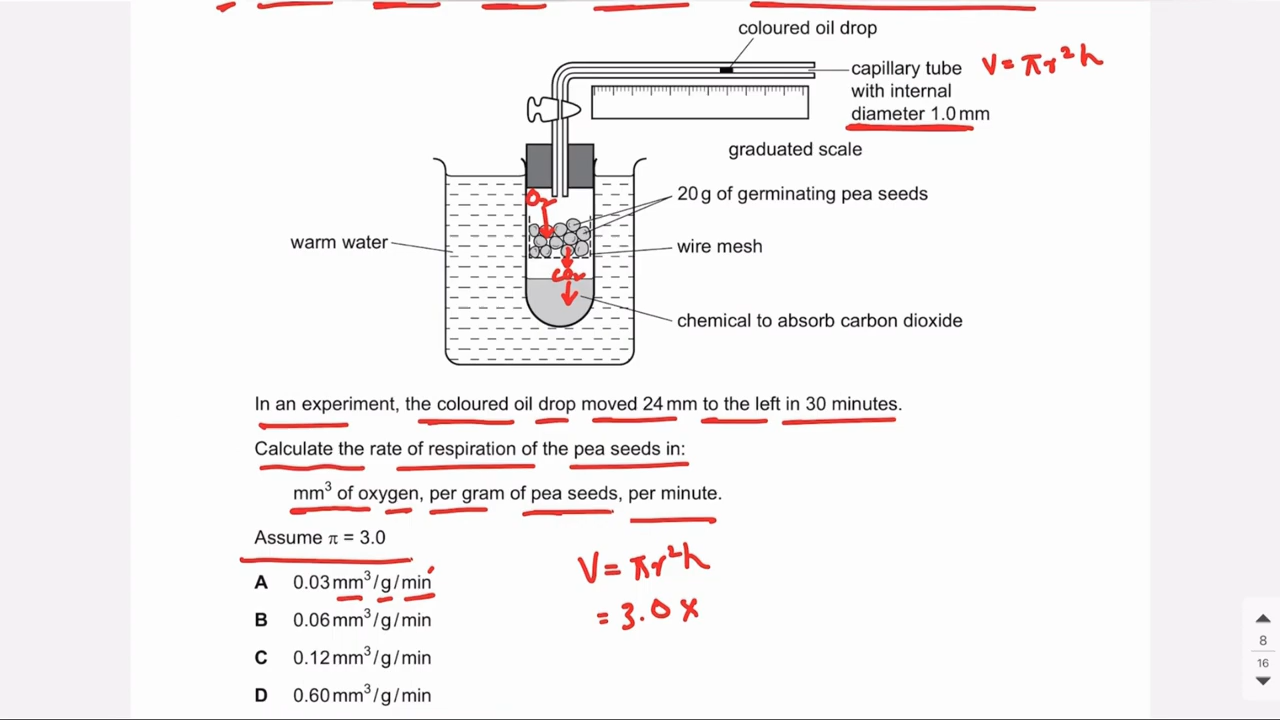 coloured oil drop
capillary tube
with internal
diameter 1.0 mm
V = πr²h
graduated scale
O₂
20 g of germinating pea seeds
warm water
wire mesh
CO₂
chemical to absorb carbon dioxide
In an experiment, the coloured oil drop moved 24 mm to the left in 30 minutes.
Calculate the rate of respiration of the pea seeds in:
mm³ of oxygen, per gram of pea seeds, per minute.
Assume π = 3.0
A 0.03 mm³ / g / min
B 0.06 mm³ / g / min
C 0.12 mm³ / g / min
D 0.60 mm³ / g / min
V = πr²h
= 3.0 ×
8
16